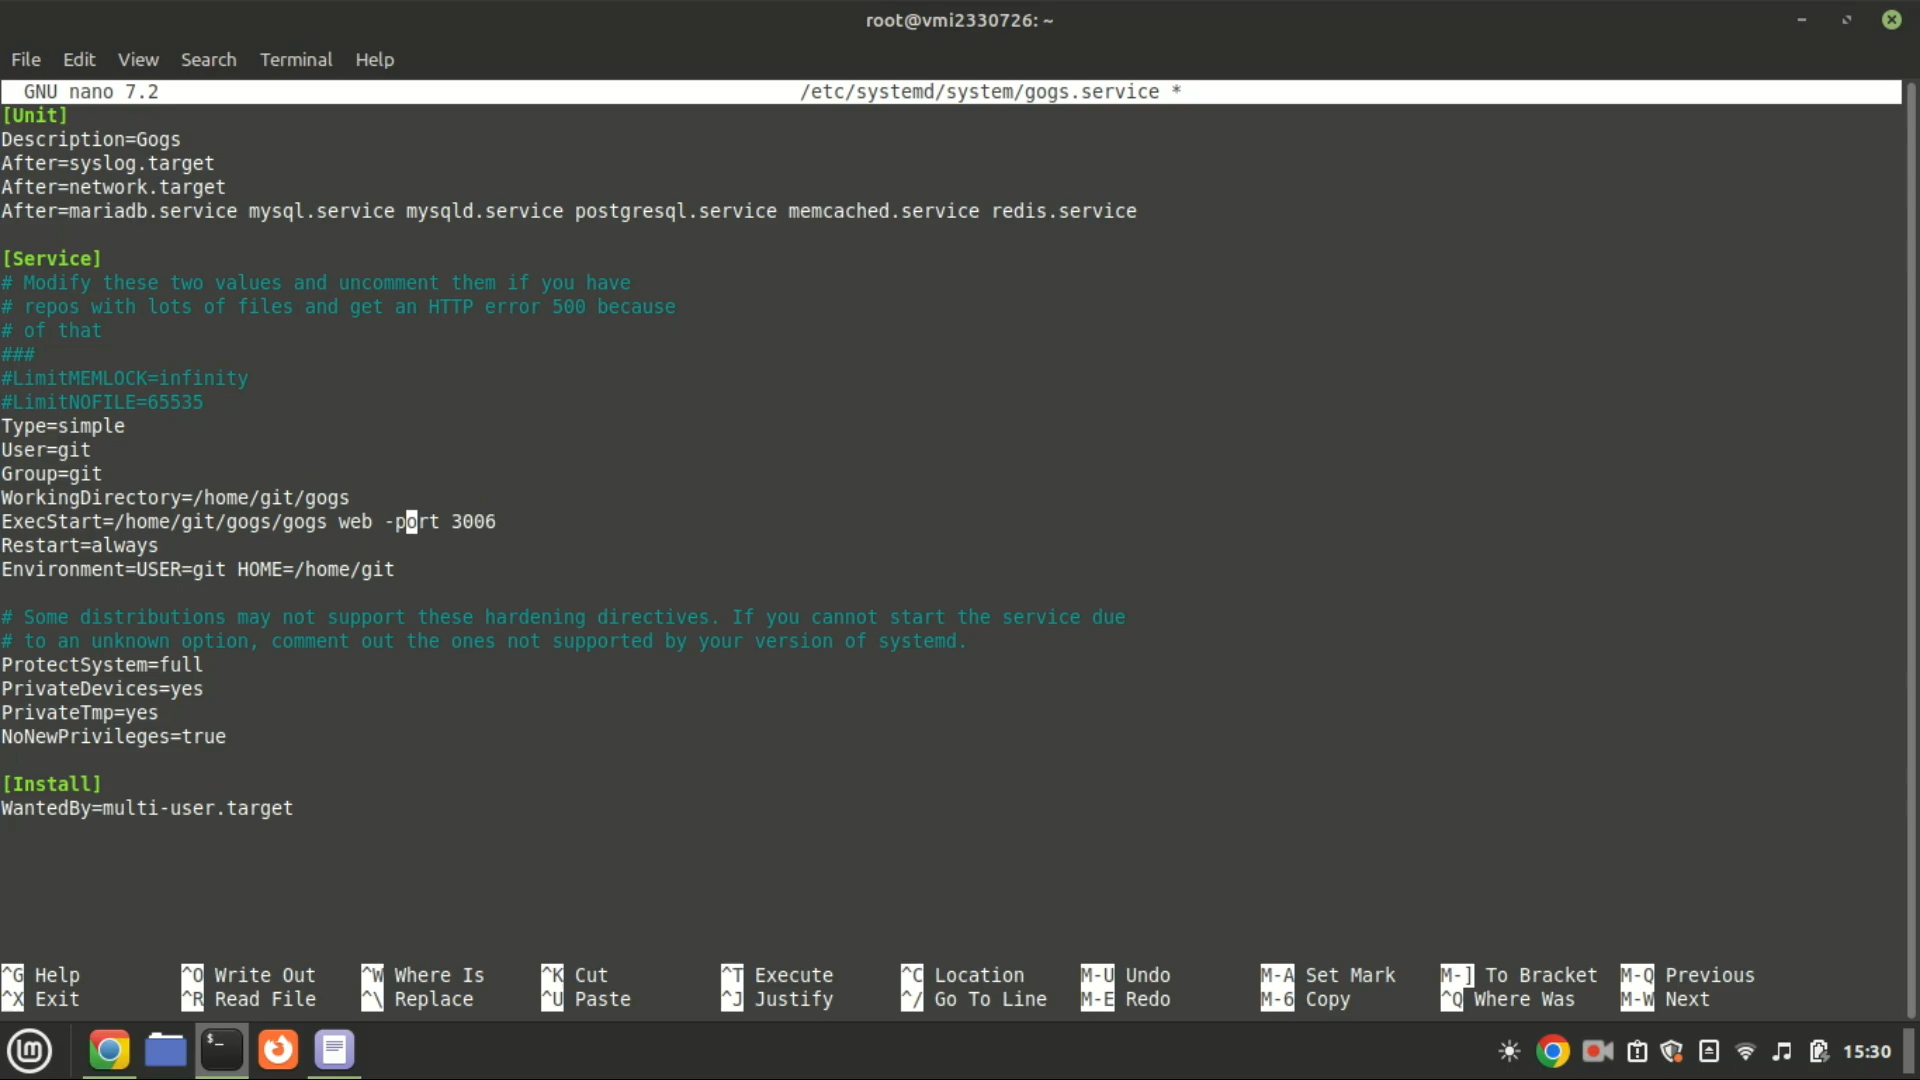 root@vmi2330726: ~
File Edit View Search Terminal Help
GNU nano 7.2 /etc/systemd/system/gogs.service *
[Unit]
Description=Gogs
After=syslog.target
After=network.target
After=mariadb.service mysql.service mysqld.service postgresql.service memcached.service redis.service
[Service]
# Modify these two values and uncomment them if you have
# repos with lots of files and get an HTTP error 500 because
# of that
###
#LimitMEMLOCK=infinity
#LimitNOFILE=65535
Type=simple
User=git
Group=git
WorkingDirectory=/home/git/gogs
ExecStart=/home/git/gogs/gogs web -port 3006
Restart=always
Environment=USER=git HOME=/home/git
# Some distributions may not support these hardening directives. If you cannot start the service due
# to an unknown option, comment out the ones not supported by your version of systemd.
ProtectSystem=full
PrivateDevices=yes
PrivateTmp=yes
NoNewPrivileges=true
[Install]
WantedBy=multi-user.target
^G Help ^O Write Out ^W Where Is ^K Cut ^T Execute ^C Location M-U Undo M-A Set Mark M-] To Bracket M-Q Previous
^X Exit ^R Read File ^\ Replace ^U Paste ^J Justify ^/ Go To Line M-E Redo M-6 Copy ^Q Where Was M-W Next
15:30